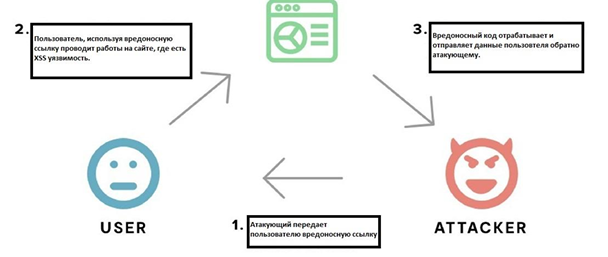 2.
Пользователь, используя вредоносную
ссылку проводит работы на сайте, где есть
XSS уязвимость.
3.
Вредоносный код отрабатывает и
отправляет данные пользотвеля обратно
атакующему.
USER
1.
Атакующий передает
пользователю вредоносную ссылку
ATTACKER